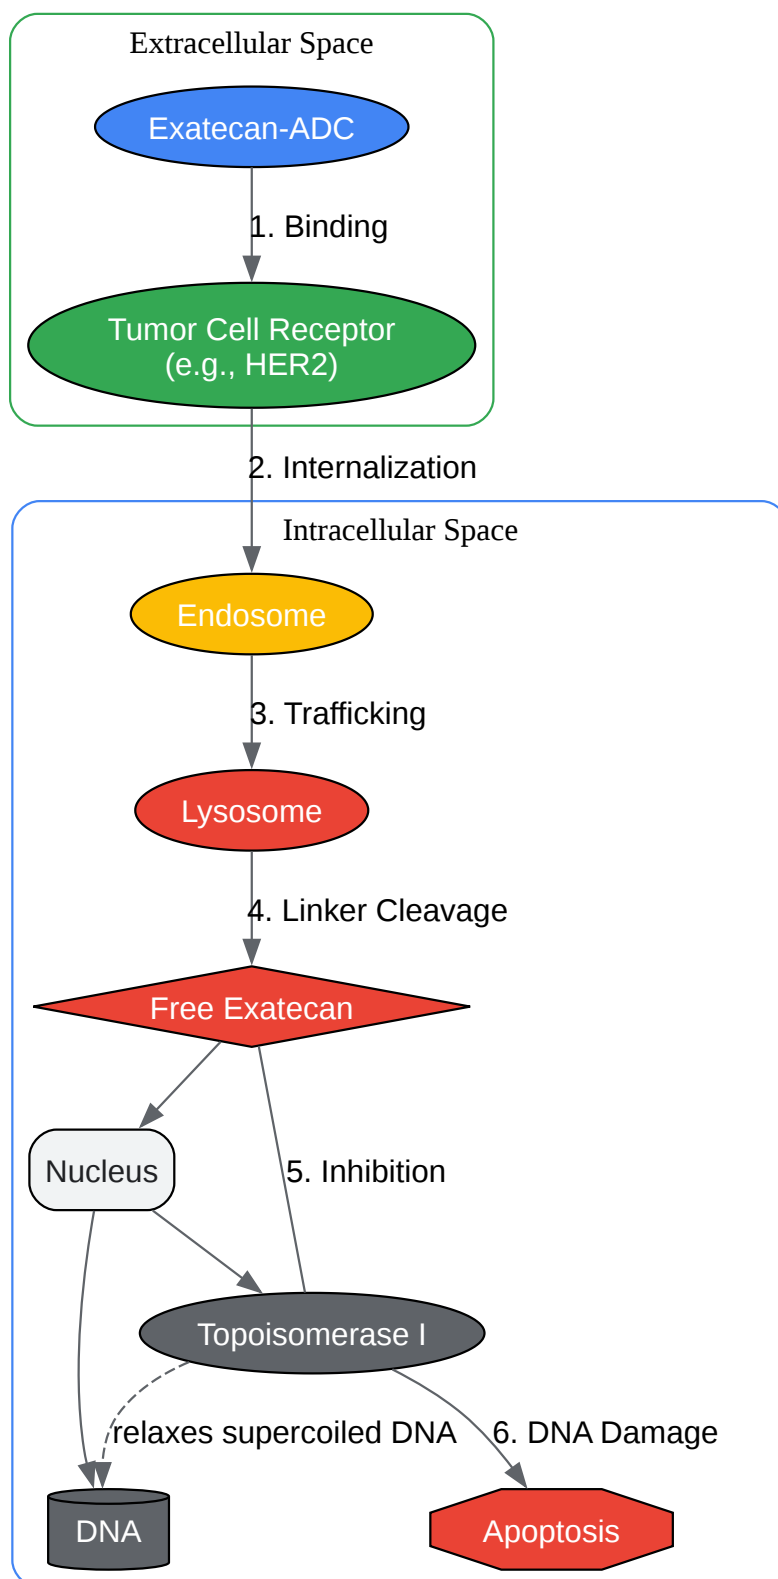 Extracellular Space
Exatecan-ADC
1. Binding
Tumor Cell Receptor
(e.g., HER2)
2. Internalization
Intracellular Space
Endosome
3. Trafficking
Lysosome
4. Linker Cleavage
Free Exatecan
Nucleus
5. Inhibition
Topoisomerase I
relaxes supercoiled DNA
6. DNA Damage
DNA
Apoptosis